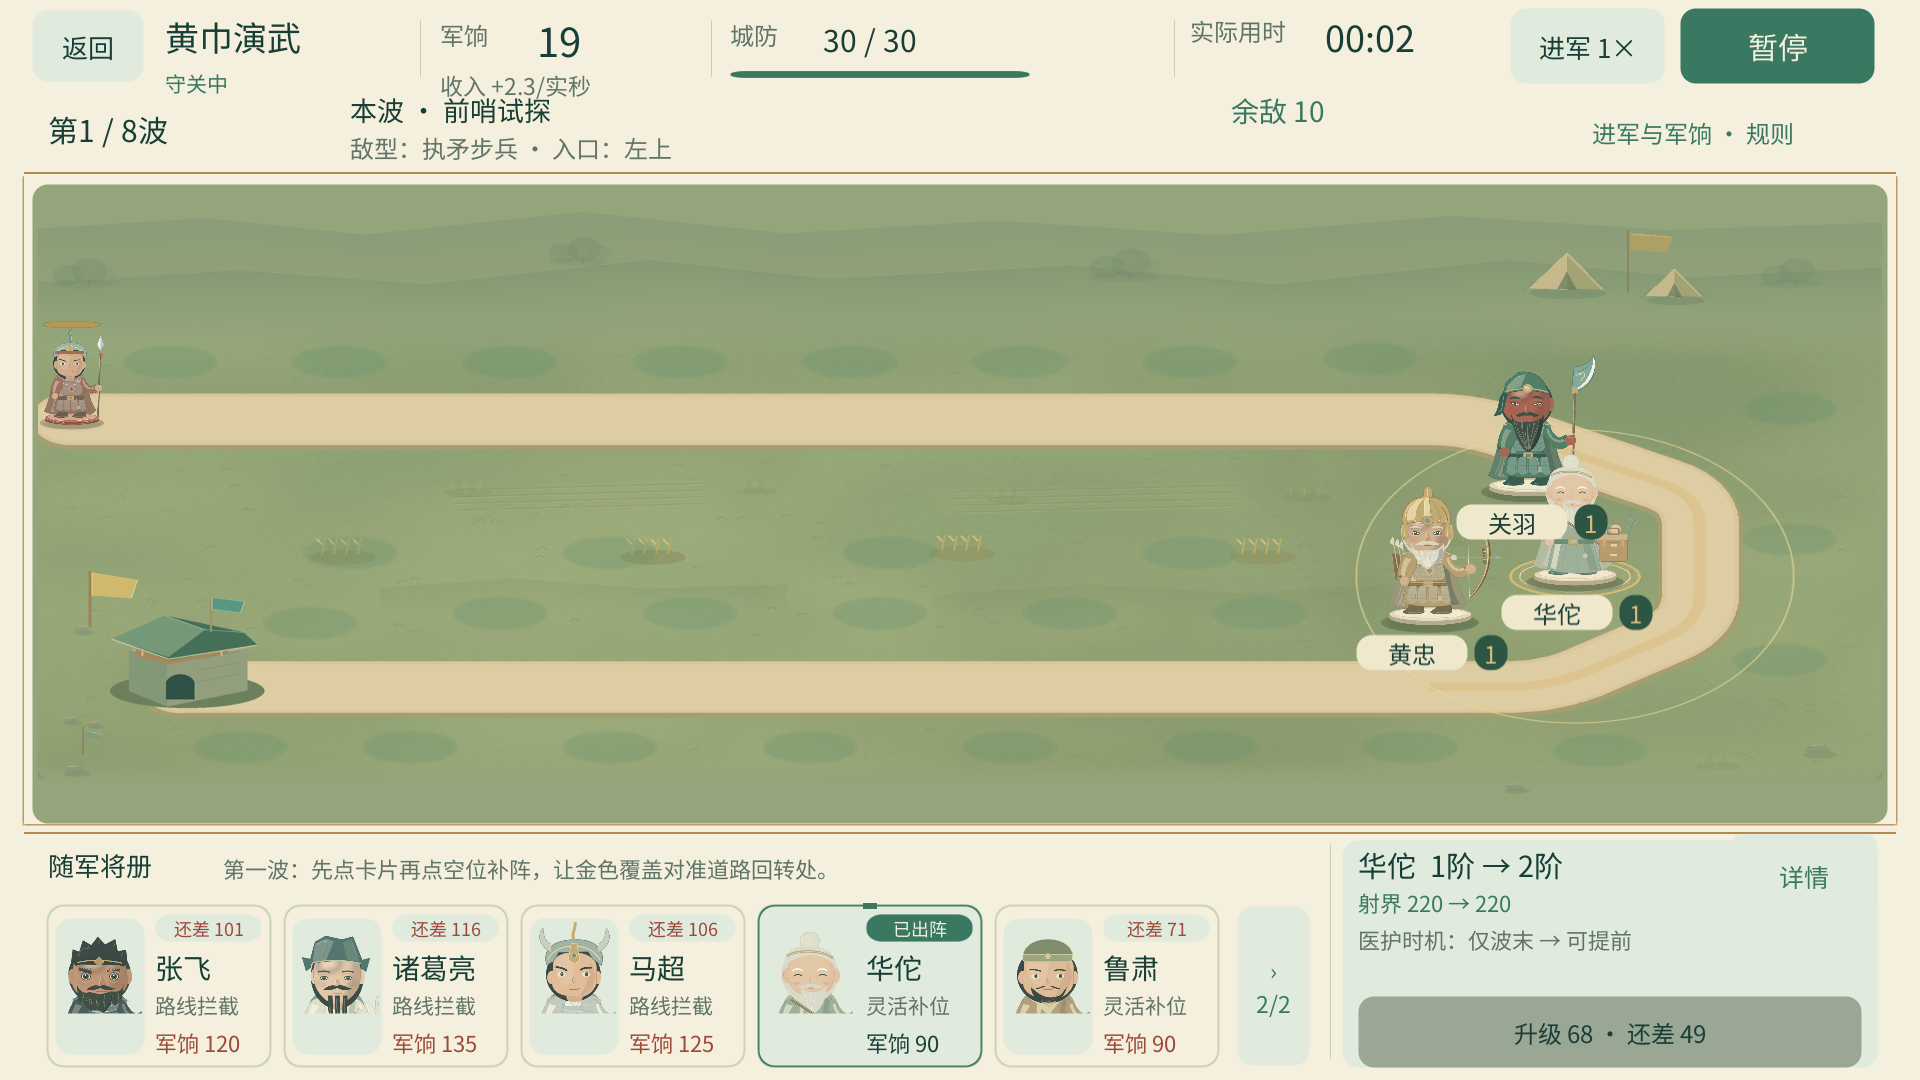 返回
黄巾演武
守关中
军饷
19
收入 +2.3/实秒
城防
30 / 30
实际用时
00:02
进军 1×
暂停
第1 / 8波
本波 · 前哨试探
敌型：执矛步兵 · 入口：左上
余敌 10
进军与军饷 · 规则
关羽
1
华佗
1
黄忠
1
随军将册
第一波：先点卡片再点空位补阵，让金色覆盖对准道路回转处。
还差 101
张飞
路线拦截
军饷 120
还差 116
诸葛亮
路线拦截
军饷 135
还差 106
马超
路线拦截
军饷 125
已出阵
华佗
灵活补位
军饷 90
还差 71
鲁肃
灵活补位
军饷 90
›
2/2
华佗 1阶 → 2阶
详情
射界 220 → 220
医护时机：仅波末 → 可提前
升级 68 · 还差 49